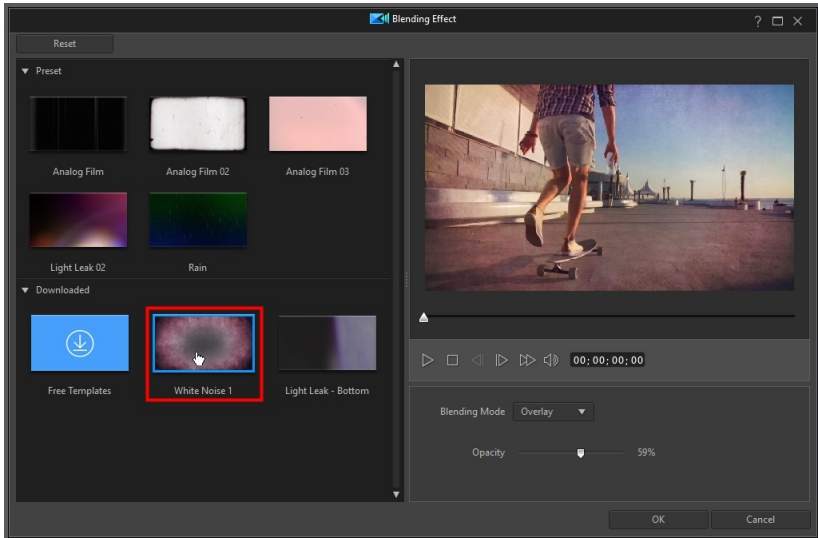 Blending Effect
?
Reset
Preset
Analog Film
Analog Film 02
Analog Film 03
Light Leak 02
Rain
Downloaded
Free Templates
White Noise 1
Light Leak - Bottom
00;00;00;00
Blending Mode Overlay
Opacity 59%
OK Cancel